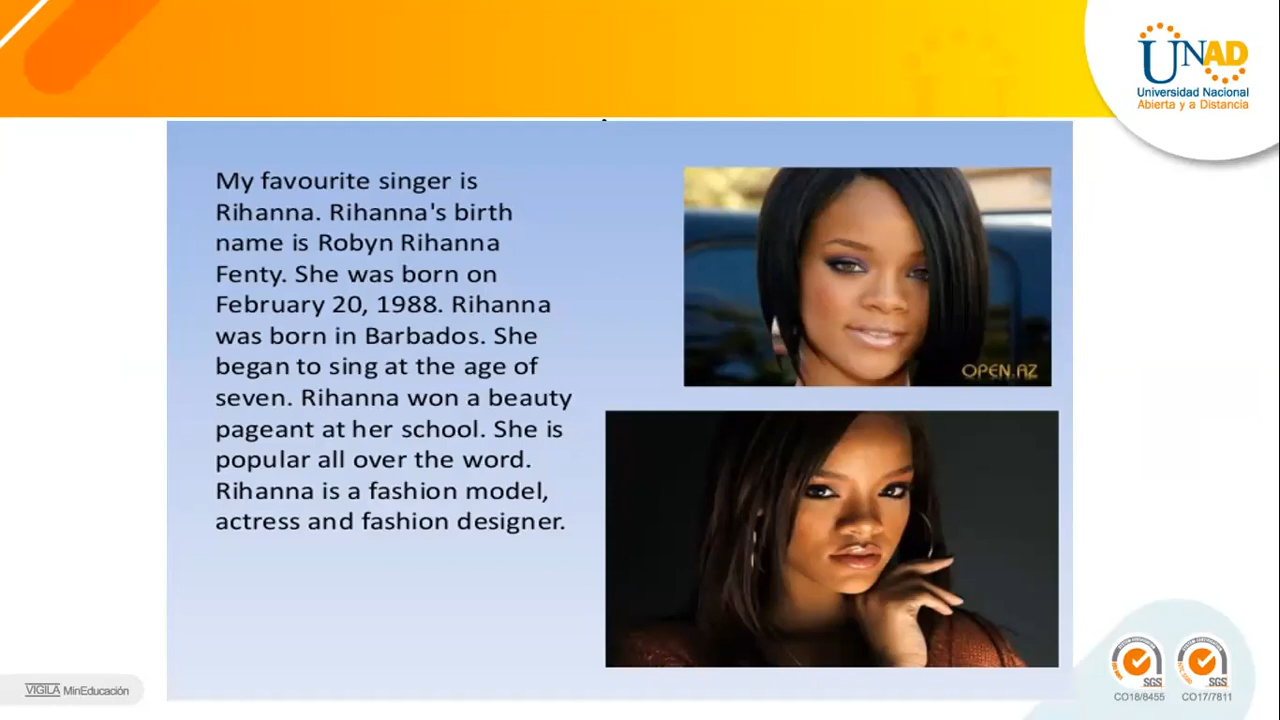 UNAD
Universidad Nacional
Abierta y a Distancia
My favourite singer is
Rihanna. Rihanna's birth
name is Robyn Rihanna
Fenty. She was born on
February 20, 1988. Rihanna
was born in Barbados. She
began to sing at the age of
seven. Rihanna won a beauty
pageant at her school. She is
popular all over the word.
Rihanna is a fashion model,
actress and fashion designer.
OPEN.AZ
VIGILA MinEducación
SGS
SGS
CO18/8455
CO17/7811